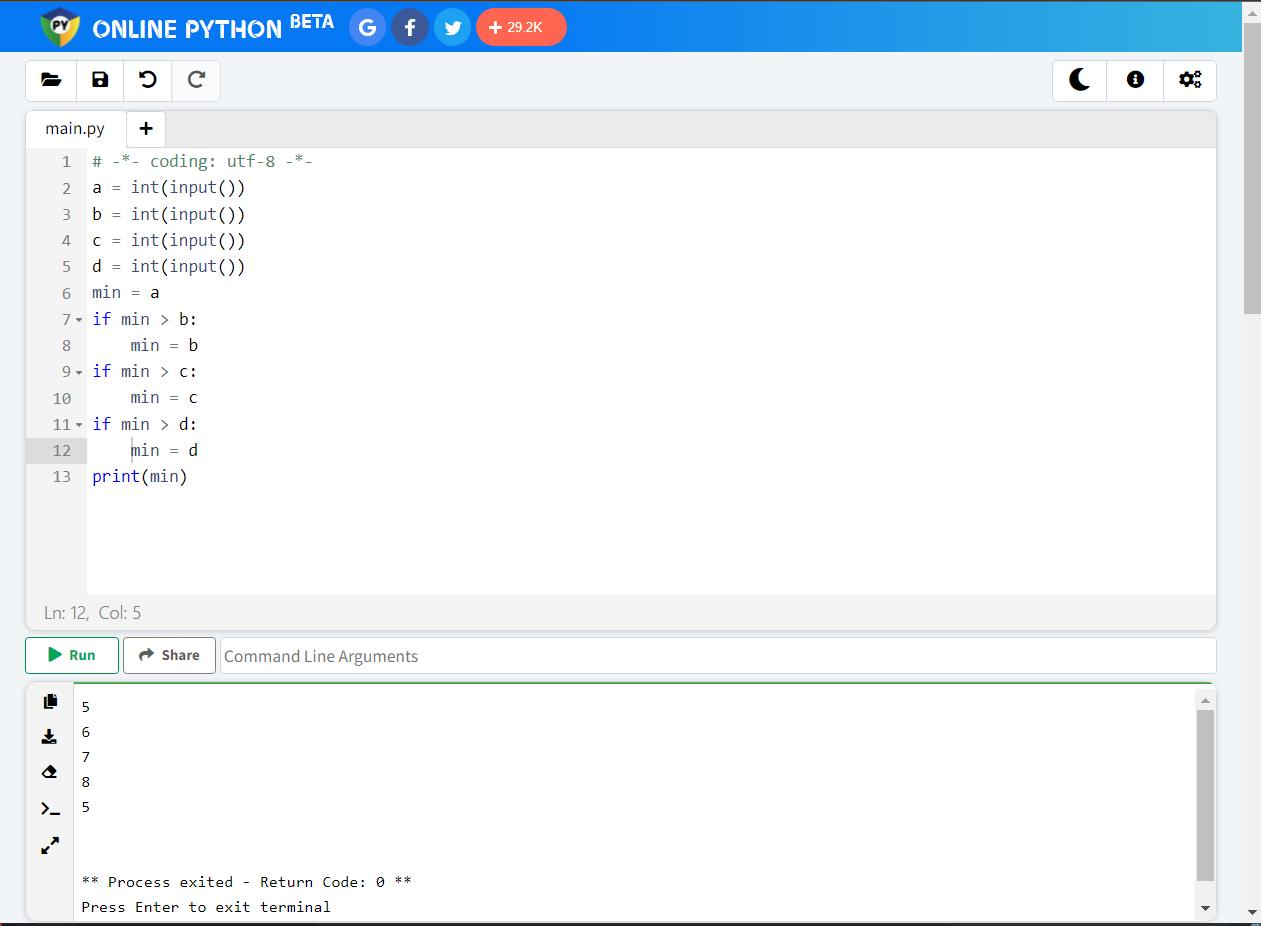 ONLINE PYTHON BETA
PY
G
f
+ 29.2K
main.py
+
1 # -*- coding: utf-8 -*-
2 a = int(input())
3 b = int(input())
4 c = int(input())
5 d = int(input())
6 min = a
7 if min > b:
8     min = b
9 if min > c:
10     min = c
11 if min > d:
12     min = d
13 print(min)
Ln: 12, Col: 5
Run
Share
Command Line Arguments
5
6
7
8
5
** Process exited - Return Code: 0 **
Press Enter to exit terminal